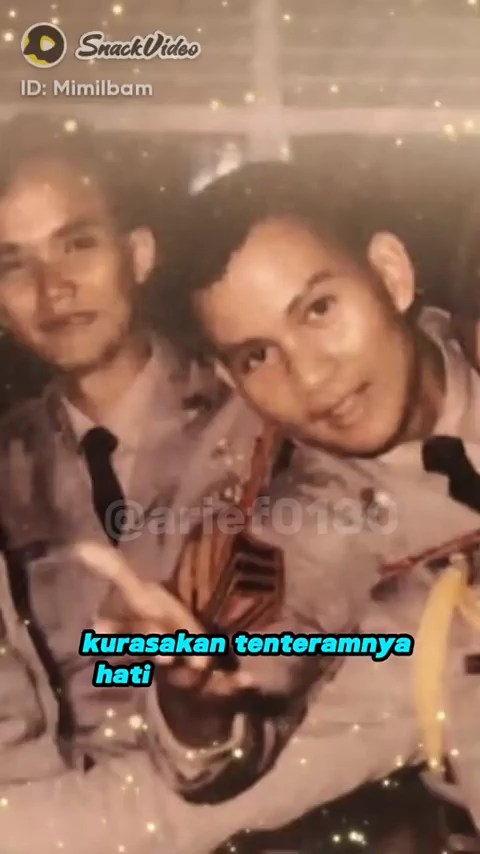 SnackVideo
ID: Mimilbam
@arief0130
kurasakan tenteramnya
hati